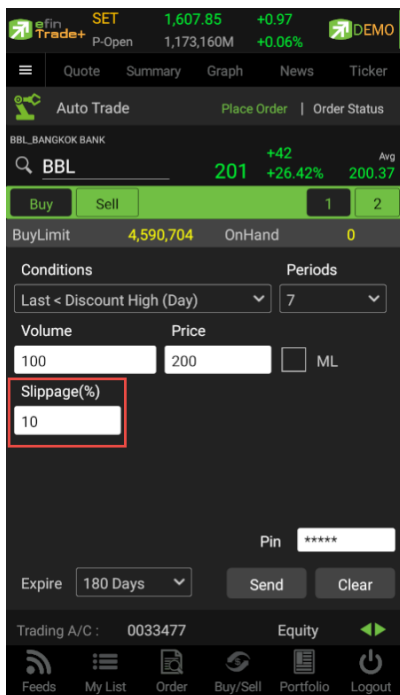 efin Trade+ SET 1,607.85 +0.97 DEMO
P-Open 1,173,160M +0.06%
Quote Summary Graph News Ticker
Auto Trade Place Order | Order Status
BBL_BANGKOK BANK
BBL 201 +42 +26.42% Avg 200.37
Buy Sell 1 2
BuyLimit 4,590,704 OnHand 0
Conditions Periods
Last < Discount High (Day) 7
Volume Price
100 200 ML
Slippage(%)
10
Pin *****
Expire 180 Days Send Clear
Trading A/C : 0033477 Equity
Feeds My List Order Buy/Sell Portfolio Logout